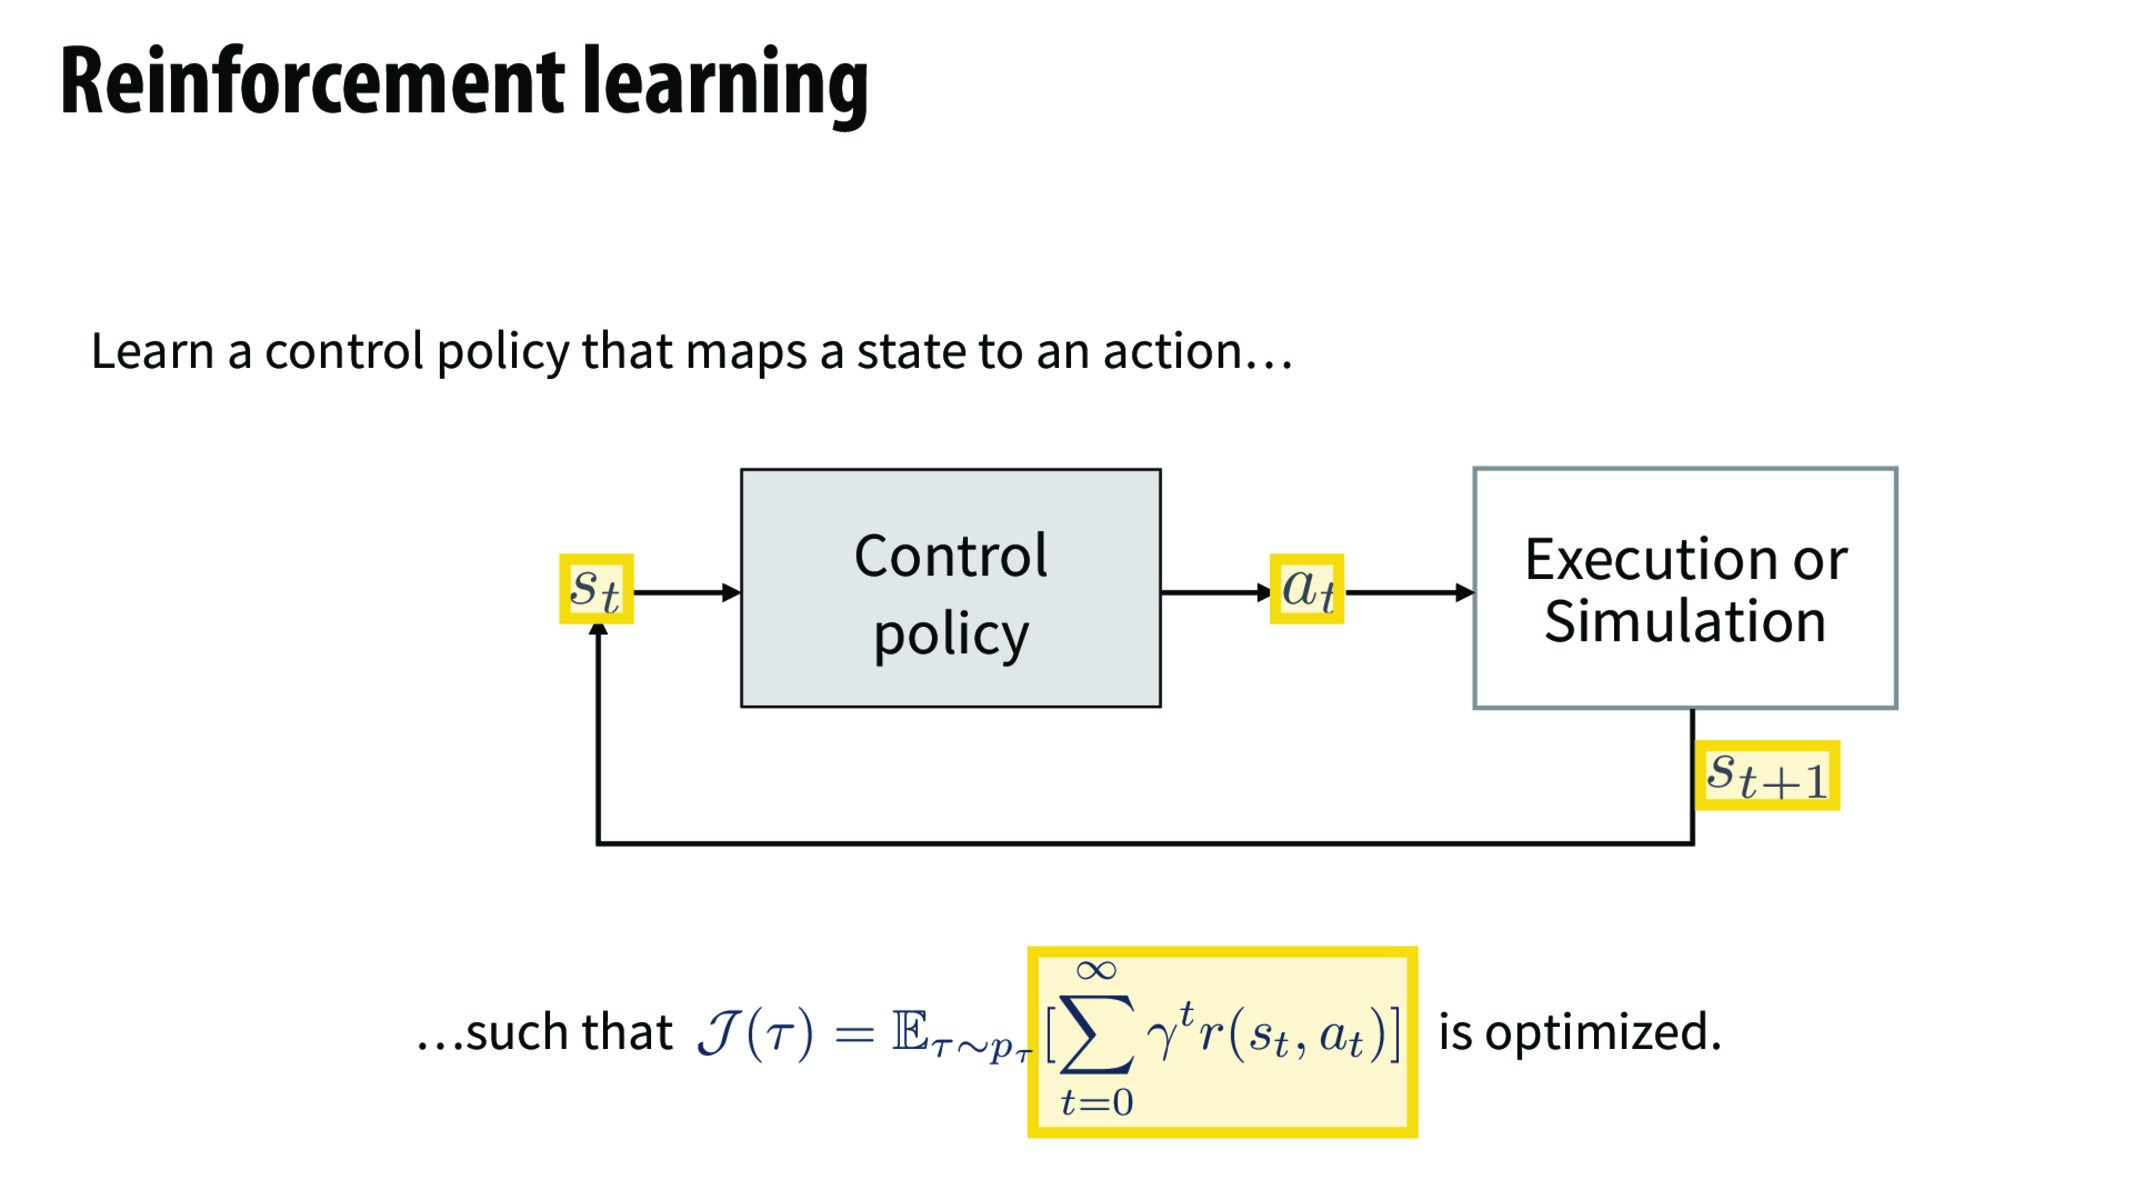 Reinforcement learning
Learn a control policy that maps a state to an action…
s_t
Control
policy
a_t
Execution or
Simulation
s_{t+1}
…such that 𝒥(τ) = 𝔼_{τ∼p_τ}[∑_{t=0}^{∞} γ^t r(s_t, a_t)] is optimized.